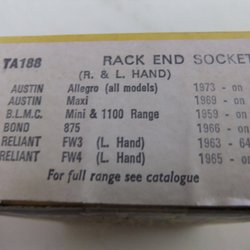 TA188 RACK END SOCKET
(R. & L. HAND)
AUSTIN Allegro (all models) 1973 - on
AUSTIN Maxi 1969 - on
B.L.M.C. Mini & 1100 Range 1959 - on
BOND 875 1966 - on
RELIANT FW3 (L. Hand) 1963 - 64
RELIANT FW4 (L. Hand) 1965 - on
For full range see catalogue